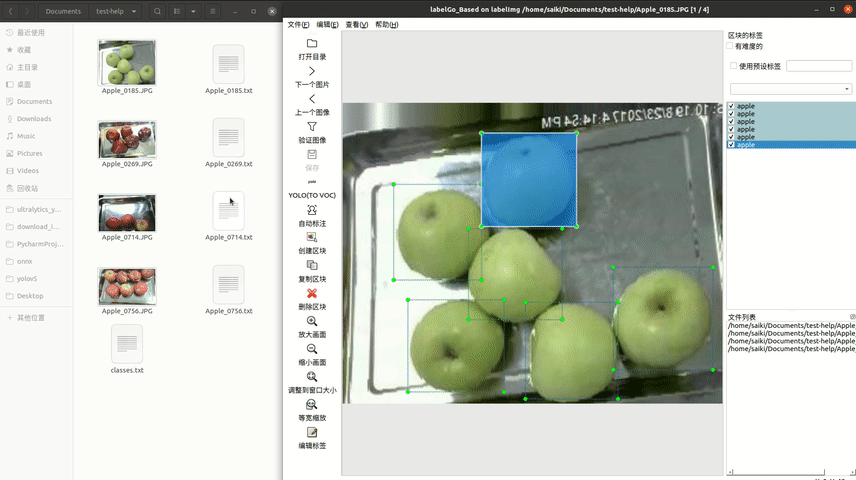 Documents
test-help
最近使用
收藏
主目录
桌面
Documents
Downloads
Music
Pictures
Videos
回收站
ultralytics_y...
download_i...
PycharmProj...
onnx
yolov5
Desktop
其他位置
Apple_0185.JPG
Apple_0185.txt
Apple_0269.JPG
Apple_0269.txt
Apple_0714.JPG
Apple_0714.txt
Apple_0756.JPG
Apple_0756.txt
classes.txt
labelGo_Based on labelImg /home/saiki/Documents/test-help/Apple_0185.JPG [1 / 4]
文件(F) 编辑(E) 查看(V) 帮助(H)
打开目录
下一个图片
上一个图像
验证图像
保存
yolo
YOLO(TO VOC)
自动标注
创建区块
复制区块
删除区块
放大画面
缩小画面
调整到窗口大小
等宽缩放
编辑标签
区块的标签
有难度的
使用预设标签
apple
apple
apple
apple
apple
apple
文件列表
/home/saiki/Documents/test-help/Apple_
/home/saiki/Documents/test-help/Apple_
/home/saiki/Documents/test-help/Apple_
/home/saiki/Documents/test-help/Apple_